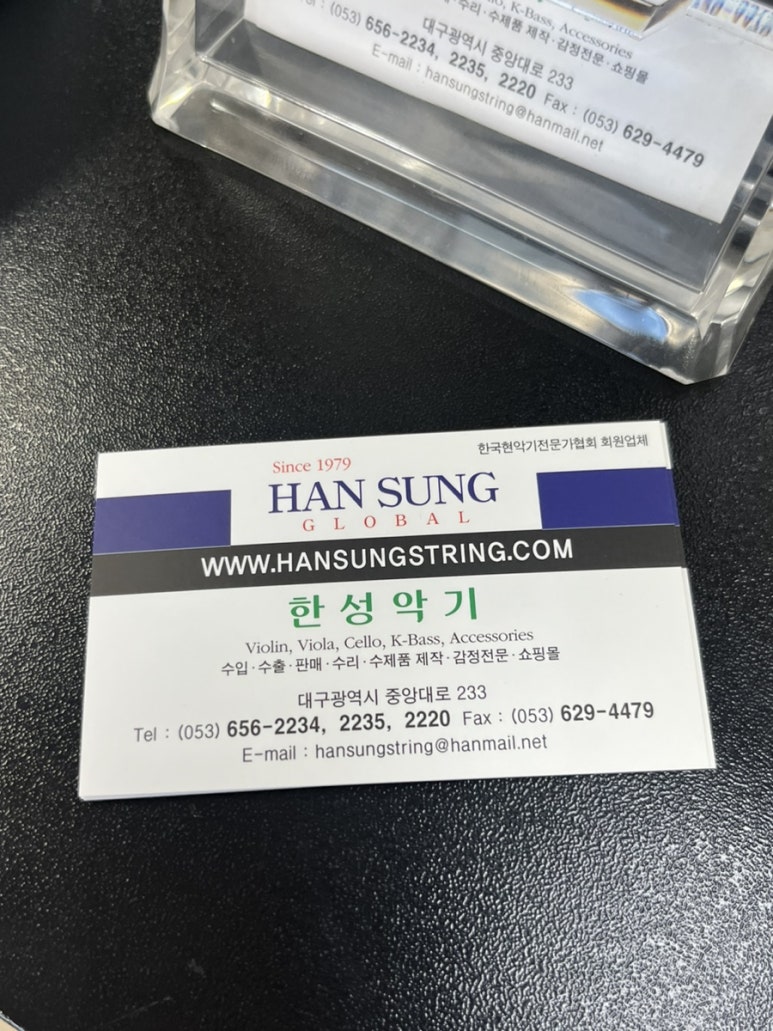 K-Bass, Accessories
수리·수제품 제작·감정전문·쇼핑몰
대구광역시 중앙대로 233
(053) 656-2234, 2235, 2220 Fax : (053) 629-4479
E-mail : hansungstring@hanmail.net
한국현악기전문가협회 회원업체
Since 1979
HAN SUNG
GLOBAL
WWW.HANSUNGSTRING.COM
한성악기
Violin, Viola, Cello, K-Bass, Accessories
수입·수출·판매·수리·수제품 제작·감정전문·쇼핑몰
대구광역시 중앙대로 233
Tel : (053) 656-2234, 2235, 2220 Fax : (053) 629-4479
E-mail : hansungstring@hanmail.net